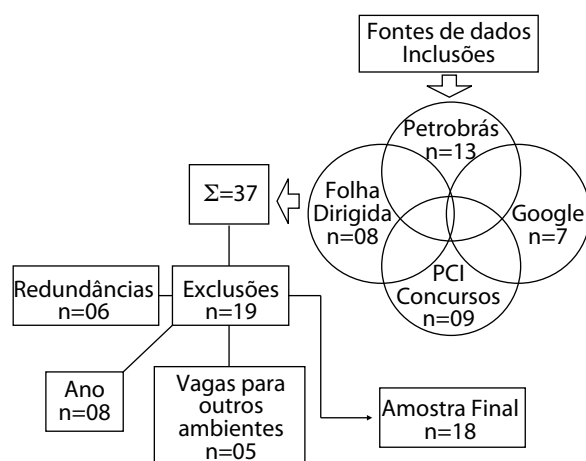 Fontes de dados
Inclusões
Petrobrás
n=13
Folha
Dirigida
n=08
Google
n=7
PCI
Concursos
n=09
Σ=37
Redundâncias
n=06
Exclusões
n=19
Ano
n=08
Vagas para
outros
ambientes
n=05
Amostra Final
n=18